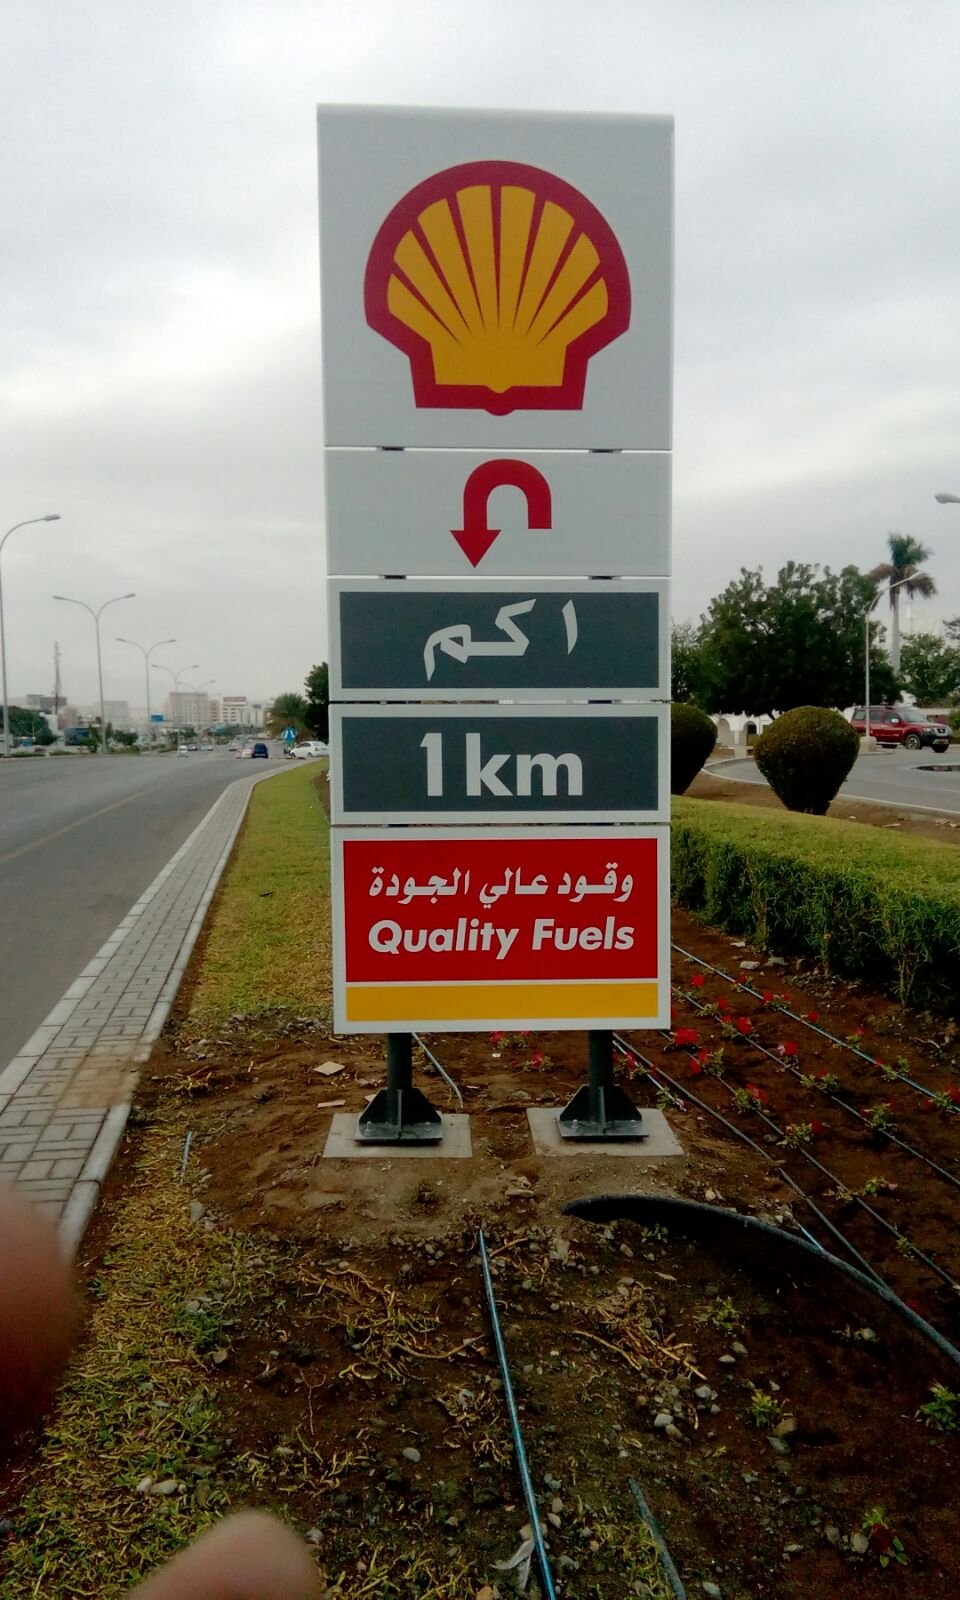 ١ كم
1 km
وقود عالي الجودة
Quality Fuels